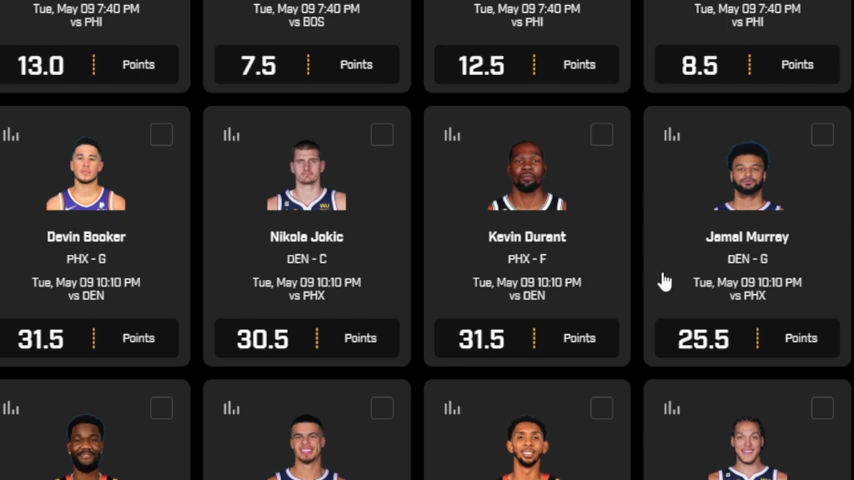 Tue, May 09 7:40 PM
vs PHI
13.0 Points
Tue, May 09 7:40 PM
vs BOS
7.5 Points
Tue, May 09 7:40 PM
vs PHI
12.5 Points
Tue, May 09 7:40 PM
vs PHI
8.5 Points
Devin Booker
PHX - G
Tue, May 09 10:10 PM
vs DEN
31.5 Points
Nikola Jokic
DEN - C
Tue, May 09 10:10 PM
vs PHX
30.5 Points
Kevin Durant
PHX - F
Tue, May 09 10:10 PM
vs DEN
31.5 Points
Jamal Murray
DEN - G
Tue, May 09 10:10 PM
vs PHX
25.5 Points